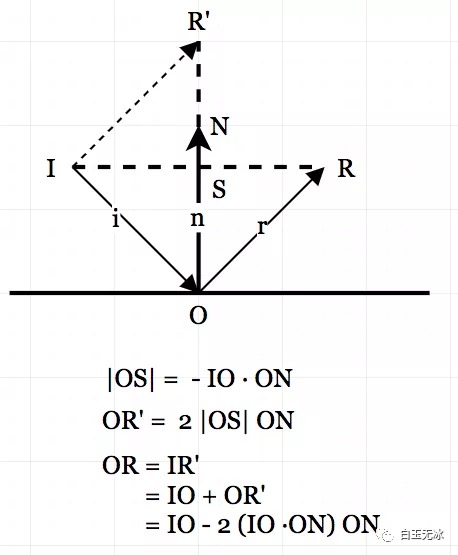 R'
N
I
S
R
i
n
r
O
|OS| = - IO · ON
OR' = 2 |OS| ON
OR = IR'
= IO + OR'
= IO - 2 (IO ·ON) ON
白玉无冰